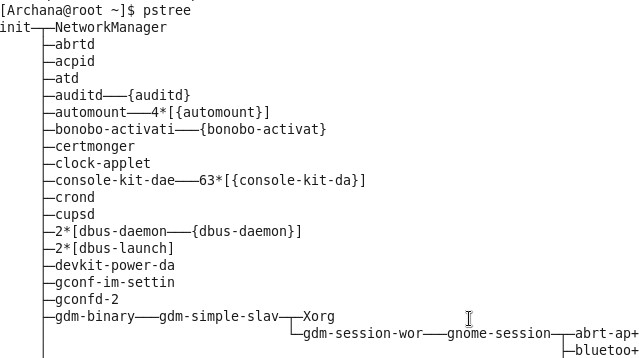 [Archana@root ~]$ pstree
init─┬─NetworkManager
     ├─abrtd
     ├─acpid
     ├─atd
     ├─auditd───{auditd}
     ├─automount───4*[{automount}]
     ├─bonobo-activati───{bonobo-activat}
     ├─certmonger
     ├─clock-applet
     ├─console-kit-dae───63*[{console-kit-da}]
     ├─crond
     ├─cupsd
     ├─2*[dbus-daemon───{dbus-daemon}]
     ├─2*[dbus-launch]
     ├─devkit-power-da
     ├─gconf-im-settin
     ├─gconfd-2
     ├─gdm-binary───gdm-simple-slav─┬─Xorg
     │                              └─gdm-session-wor───gnome-session─┬─abrt-ap+
     │                                                                ├─bluetoo+